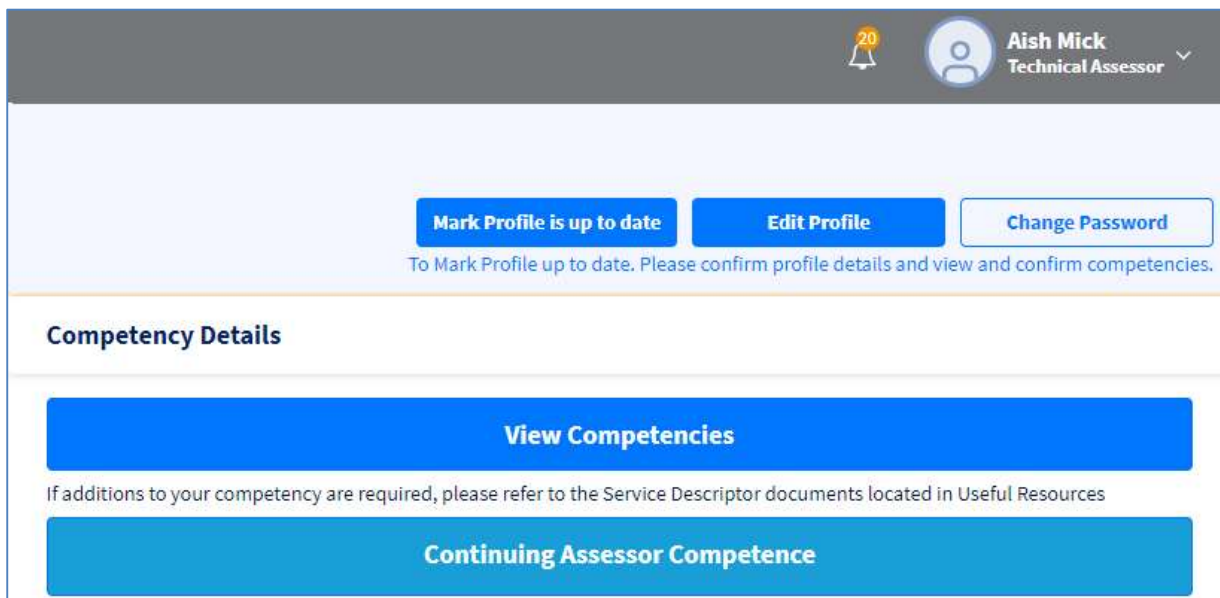 20
Aish Mick
Technical Assessor
Mark Profile is up to date
Edit Profile
Change Password
To Mark Profile up to date. Please confirm profile details and view and confirm competencies.
Competency Details
View Competencies
If additions to your competency are required, please refer to the Service Descriptor documents located in Useful Resources
Continuing Assessor Competence